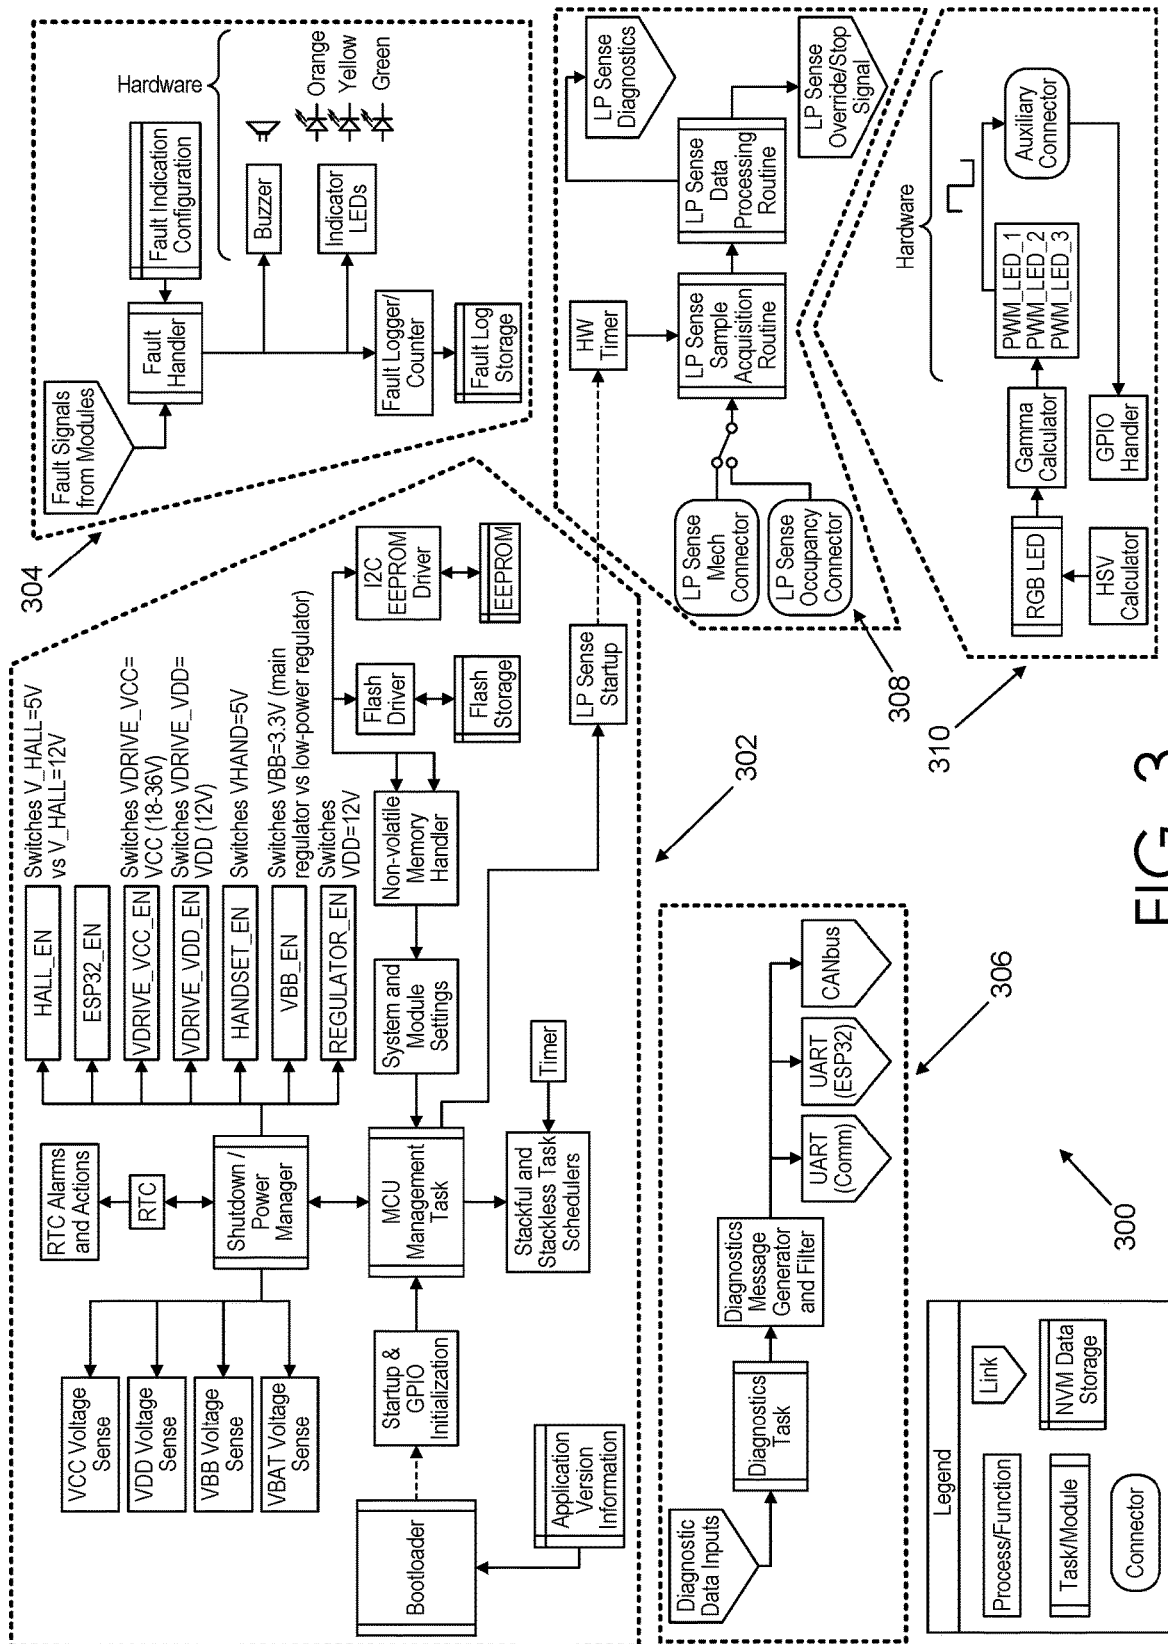 VCC Voltage
Sense
VDD Voltage
Sense
VBB Voltage
Sense
VBAT Voltage
Sense
RTC Alarms
and Actions
RTC
Shutdown /
Power
Manager
HALL_EN
Switches V_HALL=5V
vs V_HALL=12V
ESP32_EN
VDRIVE_VCC_EN
Switches VDRIVE_VCC=
VCC (18-36V)
VDRIVE_VDD_EN
Switches VDRIVE_VDD=
VDD (12V)
HANDSET_EN
Switches VHAND=5V
VBB_EN
Switches VBB=3.3V (main
regulator vs low-power regulator)
REGULATOR_EN
Switches
VDD=12V
Bootloader
Startup &
GPIO
Initialization
MCU
Management
Task
System and
Module
Settings
Non-volatile
Memory
Handler
Flash
Driver
I2C
EEPROM
Driver
Flash
Storage
EEPROM
Application
Version
Information
Stackful and
Stackless Task
Schedulers
Timer
LP Sense
Startup
302
304
Fault Signals
from Modules
Fault
Handler
Fault Indication
Configuration
Hardware
Buzzer
Indicator
LEDs
Orange
Yellow
Green
Fault Logger/
Counter
Fault Log
Storage
Diagnostic
Data Inputs
Diagnostics
Task
Diagnostics
Message
Generator
and Filter
UART
(Comm)
UART
(ESP32)
CANbus
306
HW
Timer
LP Sense
Mech
Connector
LP Sense
Occupancy
Connector
LP Sense
Sample
Acquisition
Routine
LP Sense
Data
Processing
Routine
LP Sense
Diagnostics
LP Sense
Override/Stop
Signal
308
310
HSV
Calculator
RGB LED
Gamma
Calculator
PWM_LED_1
PWM_LED_2
PWM_LED_3
Hardware
Auxiliary
Connector
GPIO
Handler
Legend
Process/Function
Link
Task/Module
NVM Data
Storage
Connector
300
FIG. 3